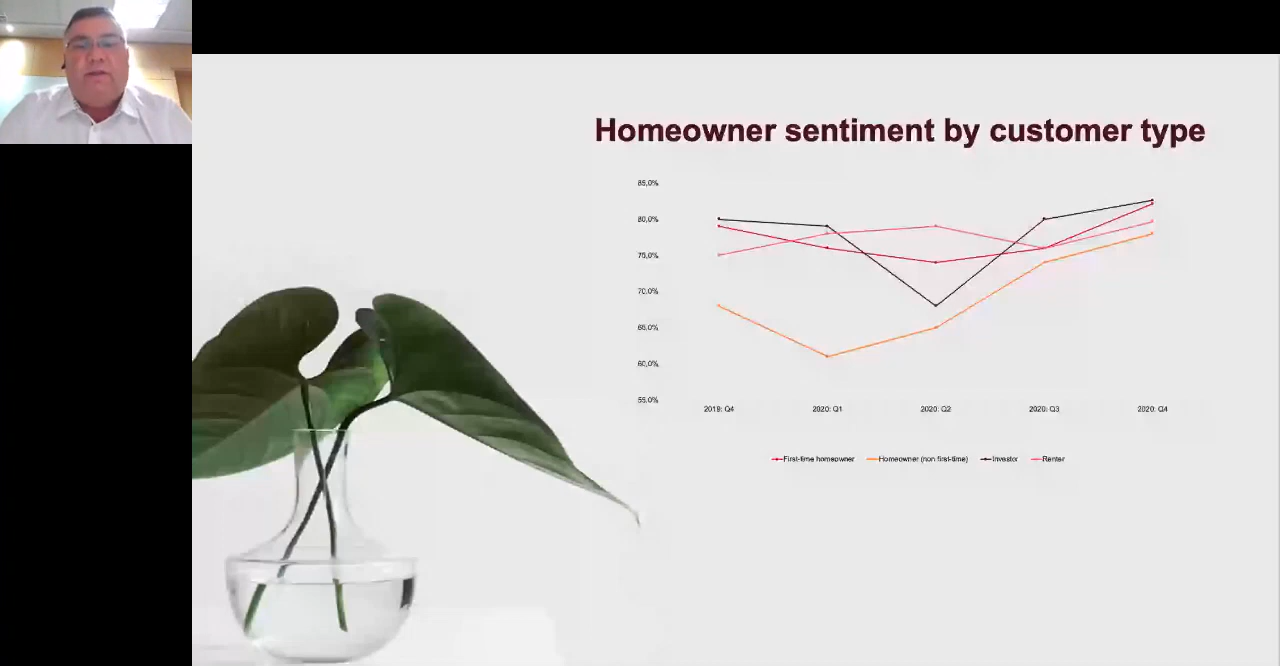 Homeowner sentiment by customer type
85,0%
80,0%
75,0%
70,0%
65,0%
60,0%
55,0%
2019: Q4 2020: Q1 2020: Q2 2020: Q3 2020: Q4
First-time homeowner Homeowner (non first-time) Investor Renter